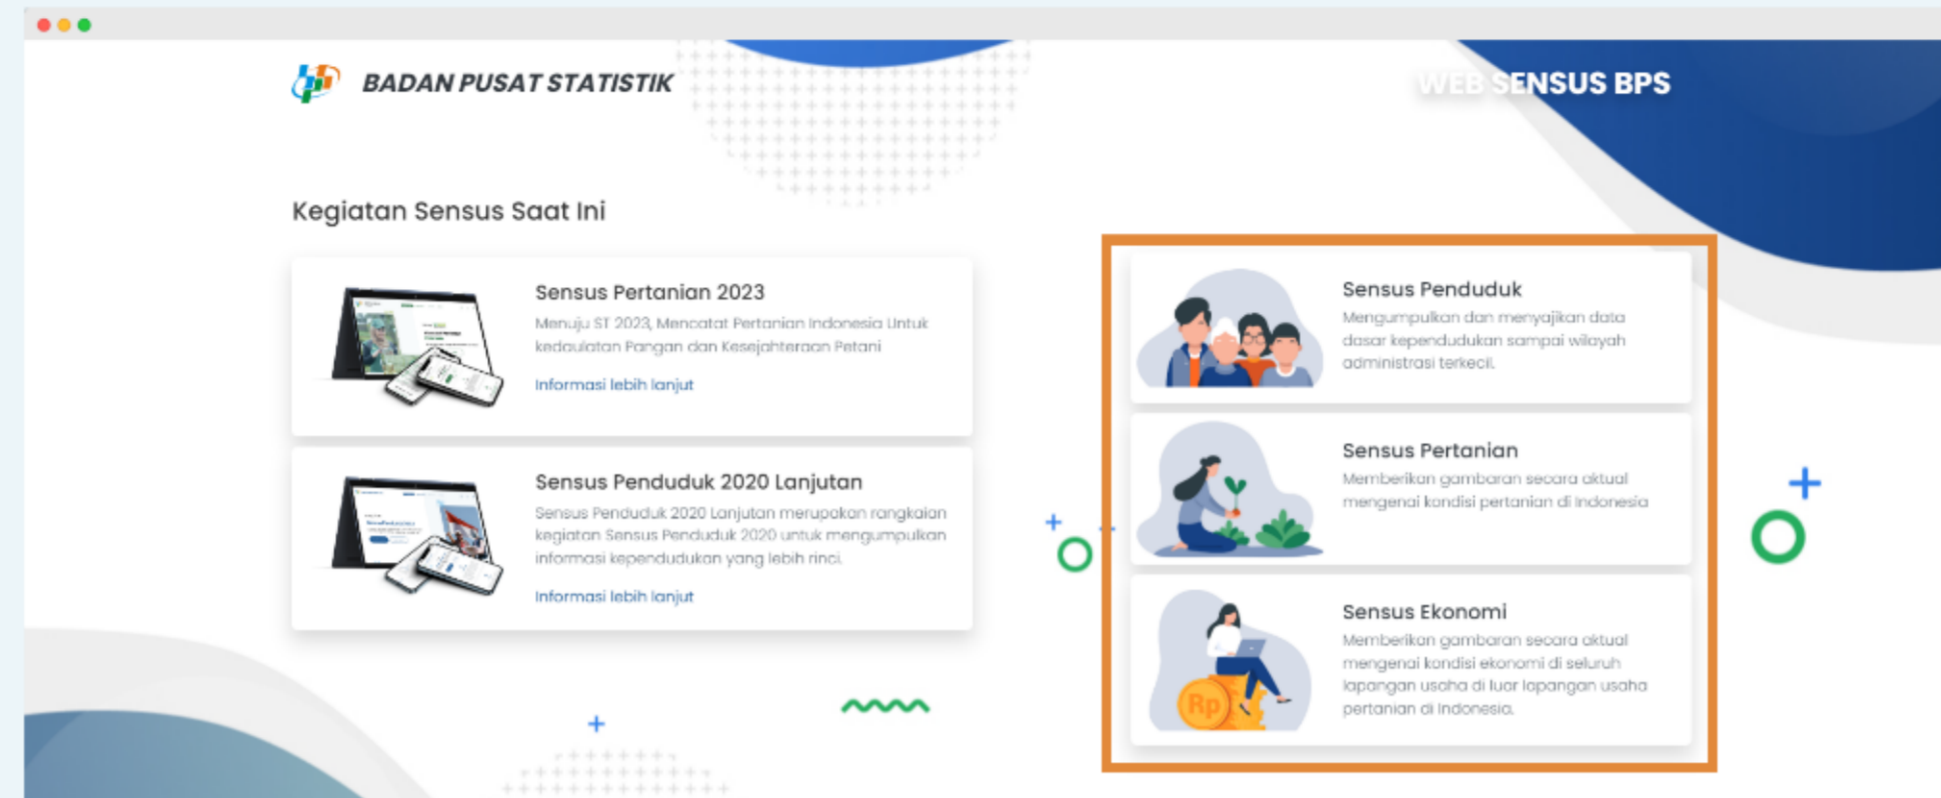 BADAN PUSAT STATISTIK
WEB SENSUS BPS
Kegiatan Sensus Saat Ini
Sensus Pertanian 2023
Menuju ST 2023, Mencatat Pertanian Indonesia Untuk
kedaulatan Pangan dan Kesejahteraan Petani
Informasi lebih lanjut
Sensus Penduduk 2020 Lanjutan
Sensus Penduduk 2020 Lanjutan merupakan rangkaian
kegiatan Sensus Penduduk 2020 untuk mengumpulkan
informasi kependudukan yang lebih rinci.
Informasi lebih lanjut
Sensus Penduduk
Mengumpulkan dan menyajikan data
dasar kependudukan sampai wilayah
administrasi terkecil.
Sensus Pertanian
Memberikan gambaran secara aktual
mengenai kondisi pertanian di Indonesia
Sensus Ekonomi
Memberikan gambaran secara aktual
mengenai kondisi ekonomi di seluruh
lapangan usaha di luar lapangan usaha
pertanian di Indonesia.
Rp